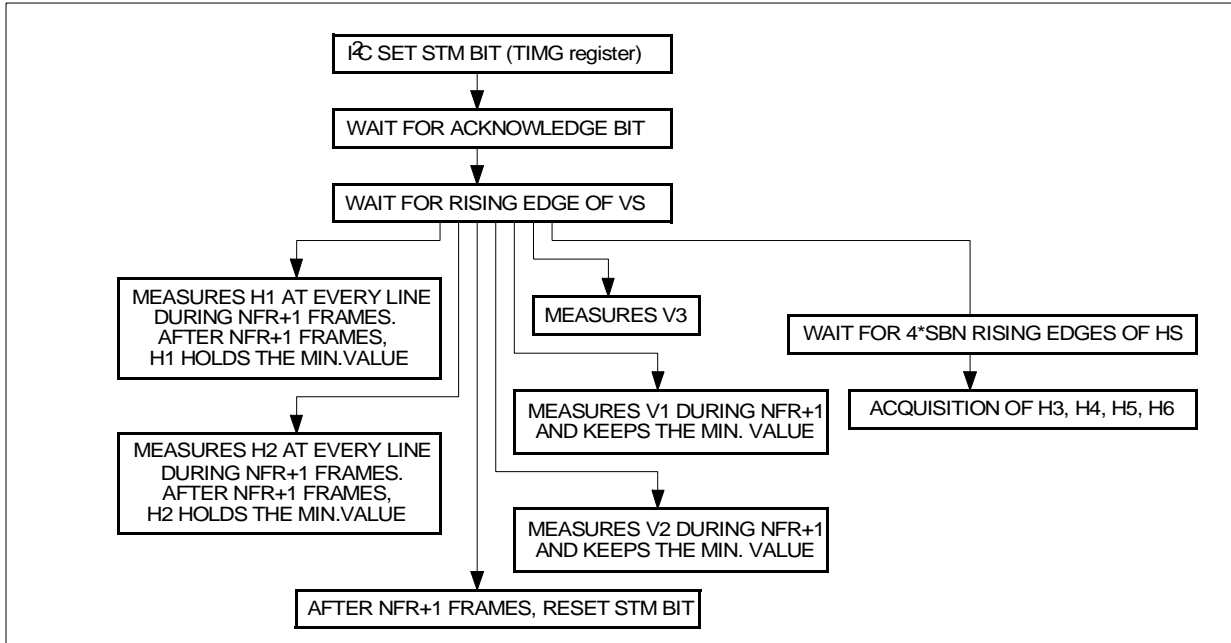 I2C SET STM BIT (TIMG register)
WAIT FOR ACKNOWLEDGE BIT
WAIT FOR RISING EDGE OF VS
MEASURES H1 AT EVERY LINE
DURING NFR+1 FRAMES.
AFTER NFR+1 FRAMES,
H1 HOLDS THE MIN.VALUE
MEASURES H2 AT EVERY LINE
DURING NFR+1 FRAMES.
AFTER NFR+1 FRAMES,
H2 HOLDS THE MIN.VALUE
AFTER NFR+1 FRAMES, RESET STM BIT
MEASURES V3
MEASURES V1 DURING NFR+1
AND KEEPS THE MIN. VALUE
MEASURES V2 DURING NFR+1
AND KEEPS THE MIN. VALUE
WAIT FOR 4*SBN RISING EDGES OF HS
ACQUISITION OF H3, H4, H5, H6